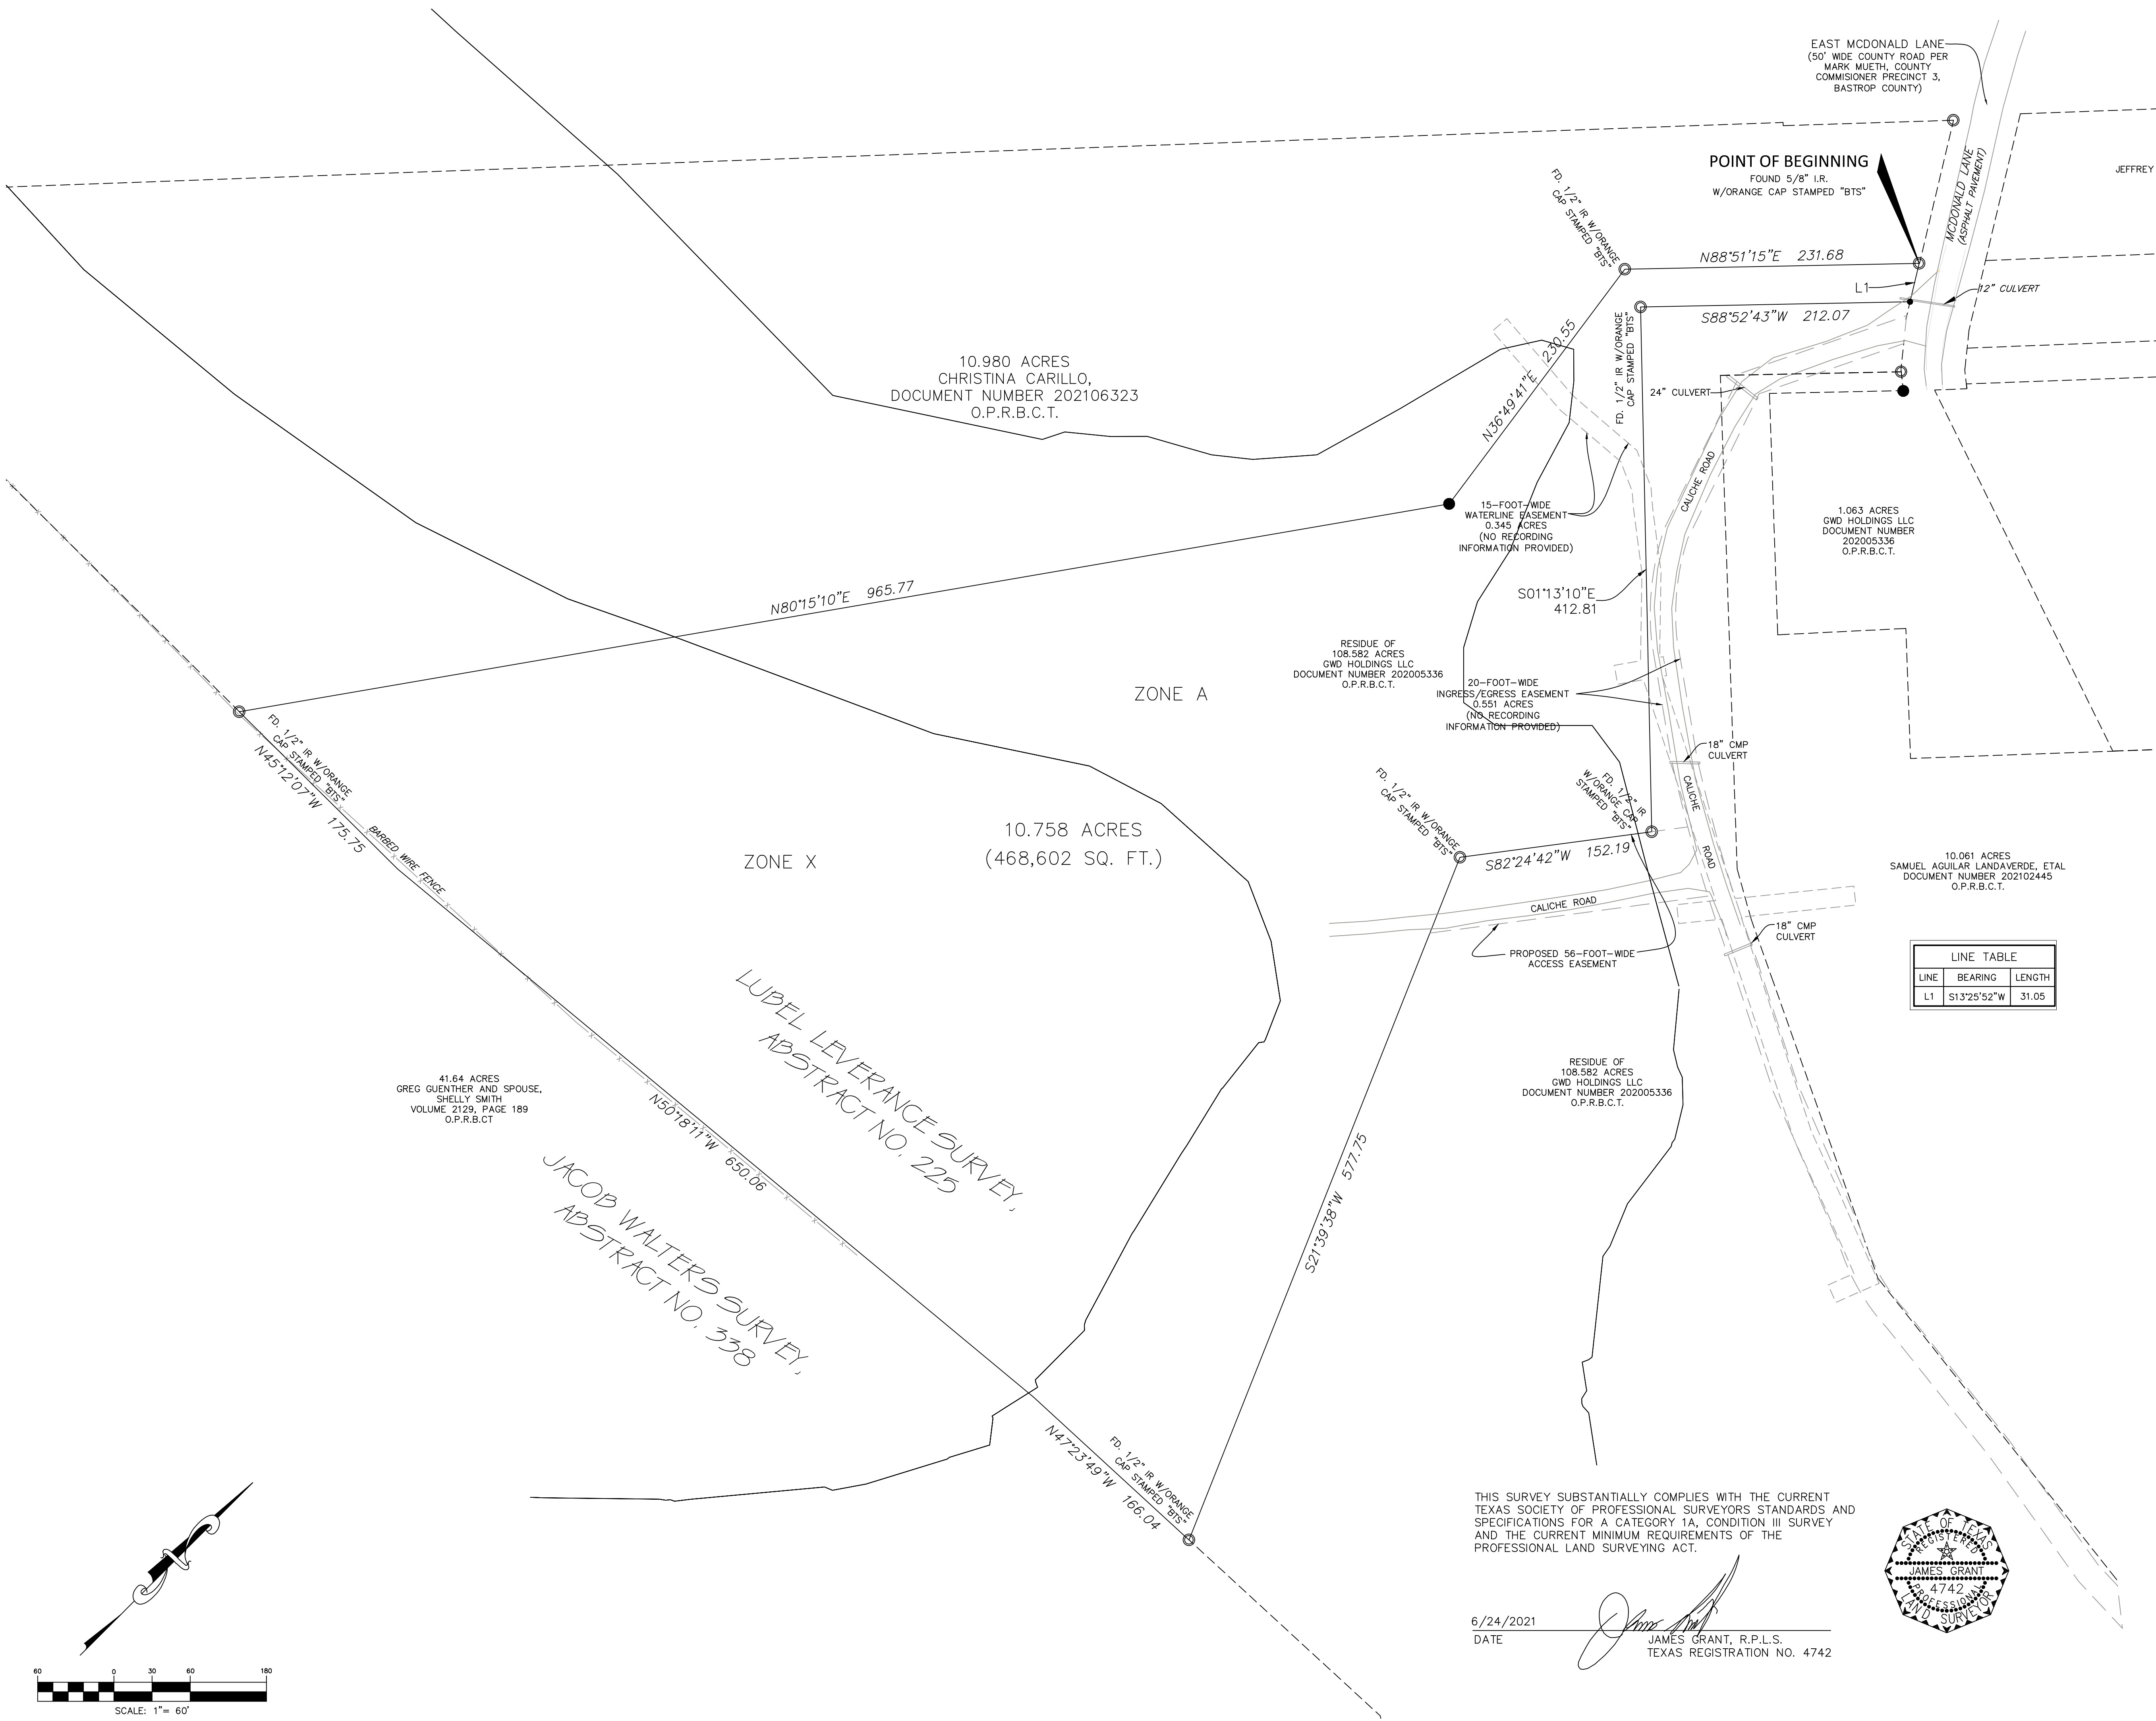 EAST MCDONALD LANE
(50' WIDE COUNTY ROAD PER
MARK MUETH, COUNTY
COMMISIONER PRECINCT 3,
BASTROP COUNTY)
POINT OF BEGINNING
FOUND 5/8" I.R.
W/ORANGE CAP STAMPED "BTS"
MCDONALD LANE
(ASPHALT PAVEMENT)
JEFFREY
FD. 1/2" IR W/ORANGE
CAP STAMPED "BTS"
N88°51'15"E 231.68
L1
12" CULVERT
S88°52'43"W 212.07
FD. 1/2" IR W/ORANGE
CAP STAMPED "BTS"
N36°49'41"E 230.55
24" CULVERT
10.980 ACRES
CHRISTINA CARILLO,
DOCUMENT NUMBER 202106323
O.P.R.B.C.T.
CALICHE ROAD
15-FOOT-WIDE
WATERLINE EASEMENT
0.345 ACRES
(NO RECORDING
INFORMATION PROVIDED)
1.063 ACRES
GWD HOLDINGS LLC
DOCUMENT NUMBER
202005336
O.P.R.B.C.T.
N80°15'10"E 965.77
S01°13'10"E
412.81
RESIDUE OF
108.582 ACRES
GWD HOLDINGS LLC
DOCUMENT NUMBER 202005336
O.P.R.B.C.T.
20-FOOT-WIDE
INGRESS/EGRESS EASEMENT
0.551 ACRES
(NO RECORDING
INFORMATION PROVIDED)
ZONE A
FD. 1/2" IR W/ORANGE
CAP STAMPED "BTS"
N45°12'07"W 175.75
BARBED WIRE FENCE
18" CMP
CULVERT
FD. 1/2" IR
W/ORANGE CAP
STAMPED "BTS"
FD. 1/2" IR W/ORANGE
CAP STAMPED "BTS"
CALICHE
ROAD
S82°24'42"W 152.19
10.758 ACRES
(468,602 SQ. FT.)
ZONE X
10.061 ACRES
SAMUEL AGUILAR LANDAVERDE, ETAL
DOCUMENT NUMBER 202102445
O.P.R.B.C.T.
CALICHE ROAD
18" CMP
CULVERT
PROPOSED 56-FOOT-WIDE
ACCESS EASEMENT
LINE TABLE
LINE BEARING LENGTH
L1 S13°25'52"W 31.05
LUBEL LEVERANCE SURVEY,
ABSTRACT NO. 225
RESIDUE OF
108.582 ACRES
GWD HOLDINGS LLC
DOCUMENT NUMBER 202005336
O.P.R.B.C.T.
41.64 ACRES
GREG GUENTHER AND SPOUSE,
SHELLY SMITH
VOLUME 2129, PAGE 189
O.P.R.B.CT
N50°18'11"W 650.06
JACOB WALTERS SURVEY,
ABSTRACT NO. 338
S21°39'38"W 577.75
N47°23'49"W 166.04
FD. 1/2" IR W/ORANGE
CAP STAMPED "BTS"
THIS SURVEY SUBSTANTIALLY COMPLIES WITH THE CURRENT
TEXAS SOCIETY OF PROFESSIONAL SURVEYORS STANDARDS AND
SPECIFICATIONS FOR A CATEGORY 1A, CONDITION III SURVEY
AND THE CURRENT MINIMUM REQUIREMENTS OF THE
PROFESSIONAL LAND SURVEYING ACT.
6/24/2021
DATE
JAMES GRANT, R.P.L.S.
TEXAS REGISTRATION NO. 4742
STATE OF TEXAS
REGISTERED
JAMES GRANT
4742
PROFESSIONAL
LAND SURVEYOR
60 0 30 60 180
SCALE: 1"= 60'